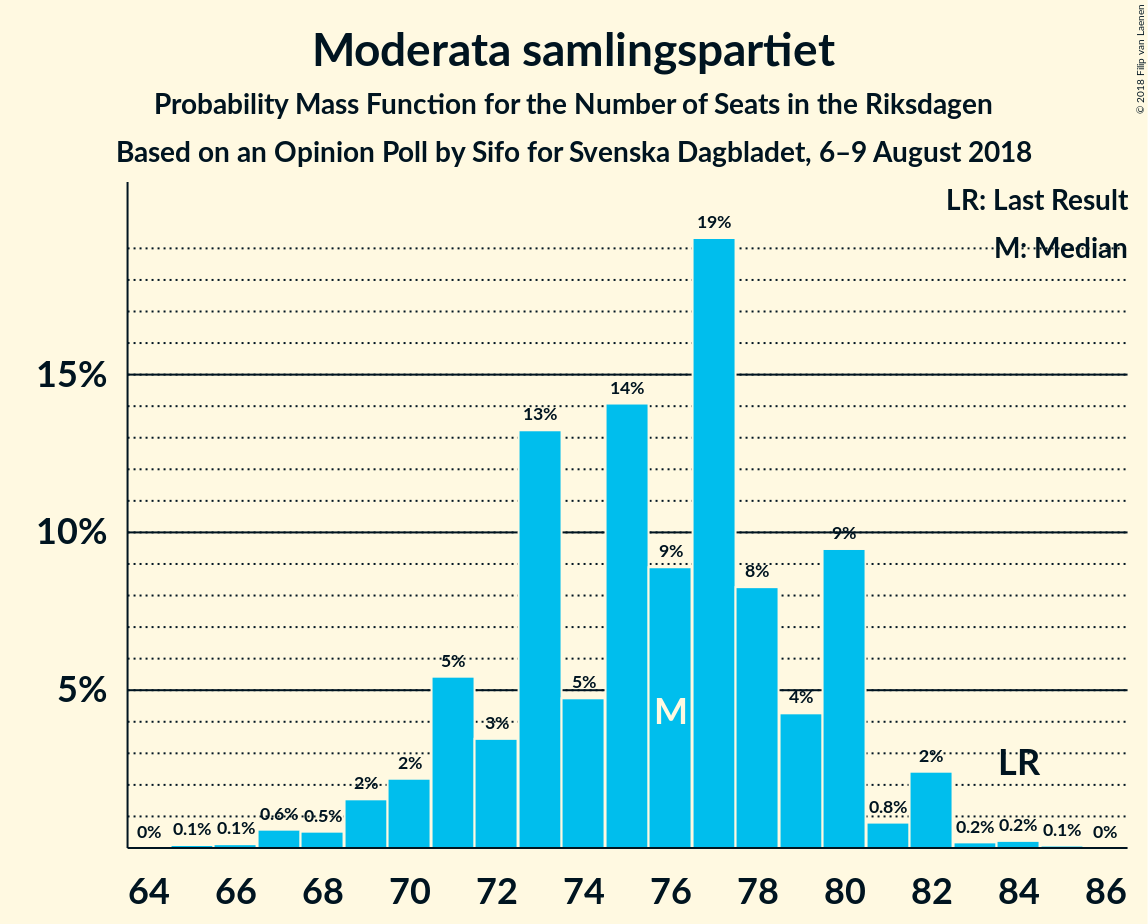 Moderata samlingspartiet
Probability Mass Function for the Number of Seats in the Riksdagen
Based on an Opinion Poll by Sifo for Svenska Dagbladet, 6–9 August 2018
© 2018 Filip van Laenen
LR: Last Result
M: Median
15%
10%
5%
0%
0.1%
0.1%
0.6%
0.5%
2%
2%
5%
3%
13%
5%
14%
9%
19%
8%
4%
9%
0.8%
2%
0.2%
0.2%
0.1%
0%
M
LR
64 66 68 70 72 74 76 78 80 82 84 86